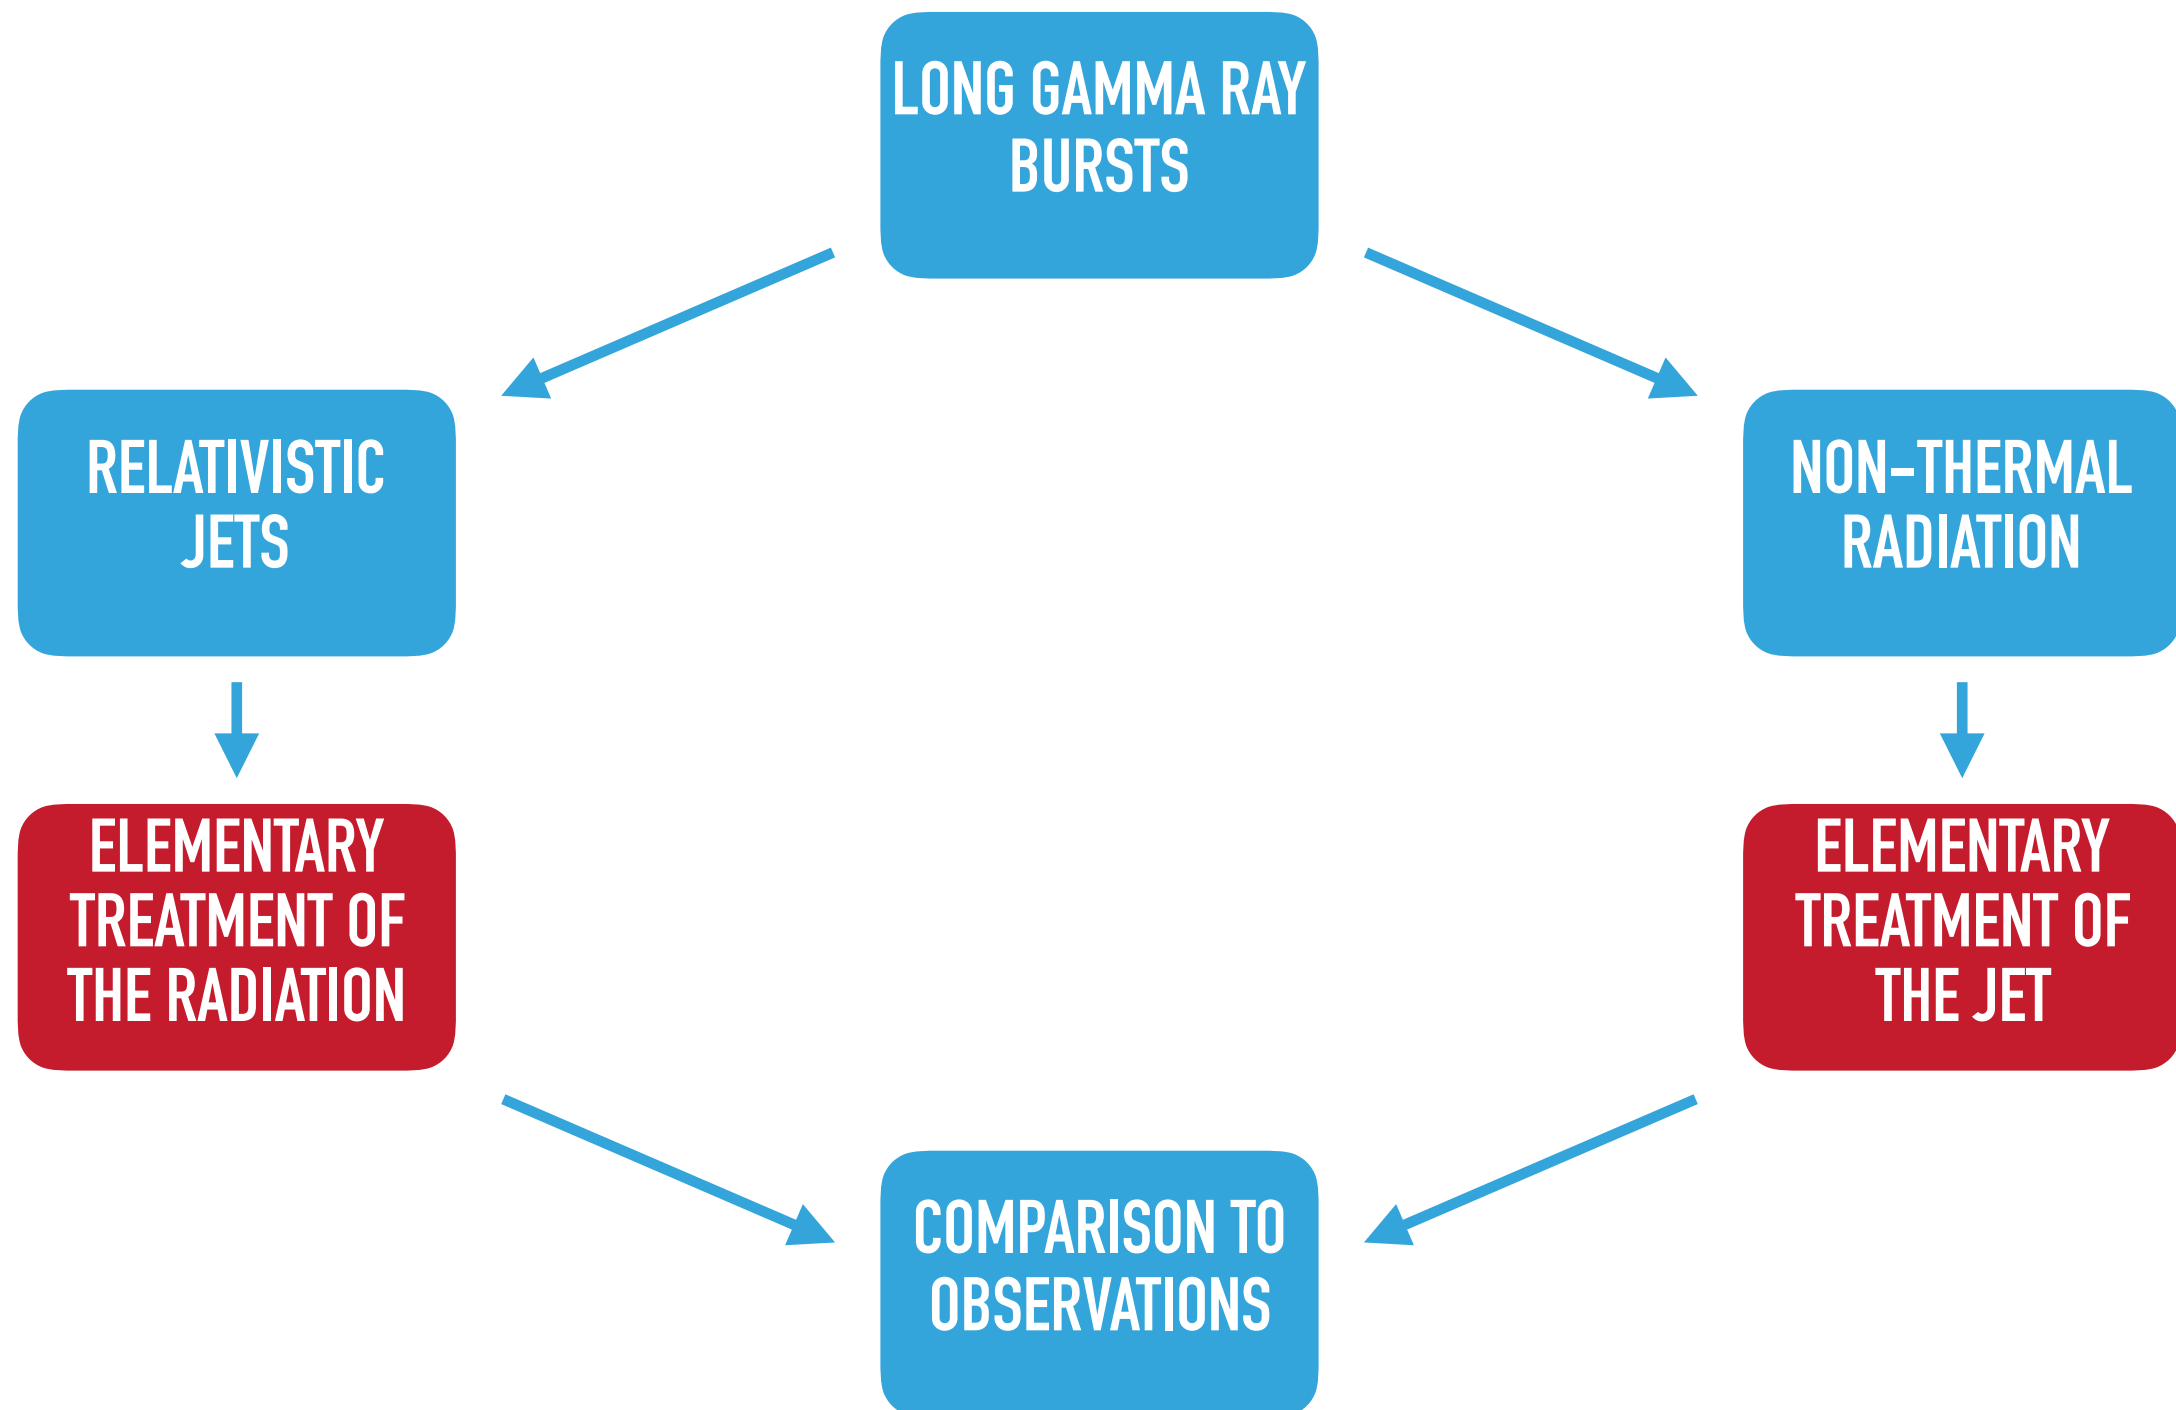 LONG GAMMA RAY
BURSTS
RELATIVISTIC
JETS
NON-THERMAL
RADIATION
ELEMENTARY
TREATMENT OF
THE RADIATION
ELEMENTARY
TREATMENT OF
THE JET
COMPARISON TO
OBSERVATIONS